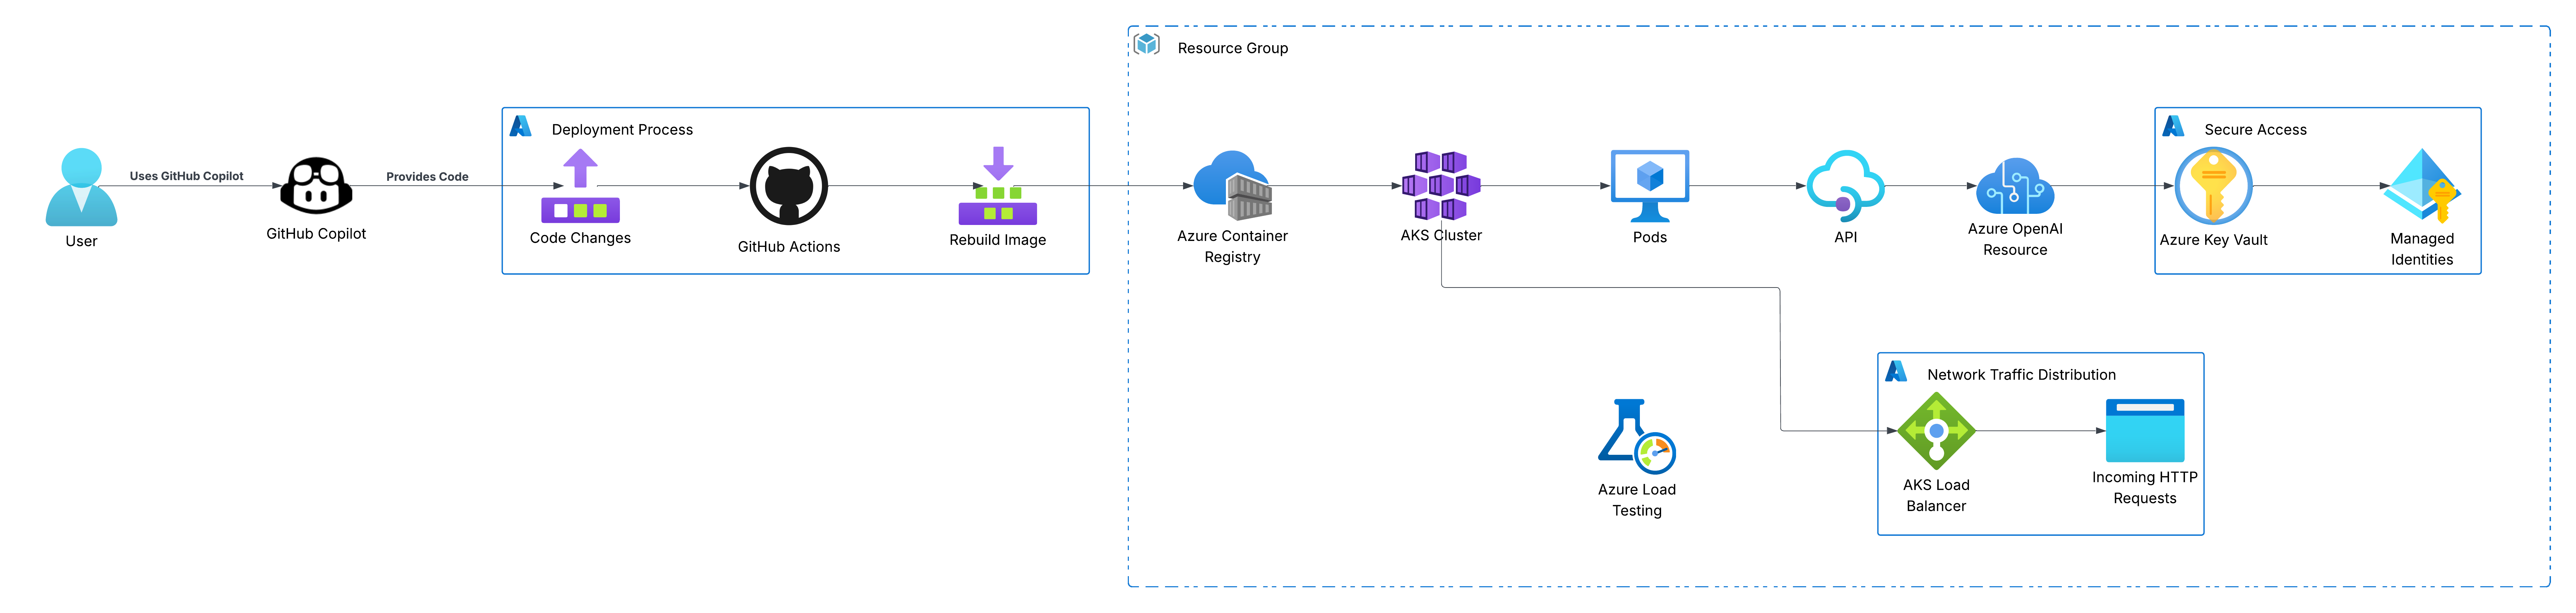 Resource Group
Deployment Process
Secure Access
Uses GitHub Copilot
Provides Code
User
GitHub Copilot
Code Changes
GitHub Actions
Rebuild Image
Azure Container
Registry
AKS Cluster
Pods
API
Azure OpenAI
Resource
Azure Key Vault
Managed
Identities
Network Traffic Distribution
Azure Load
Testing
AKS Load
Balancer
Incoming HTTP
Requests